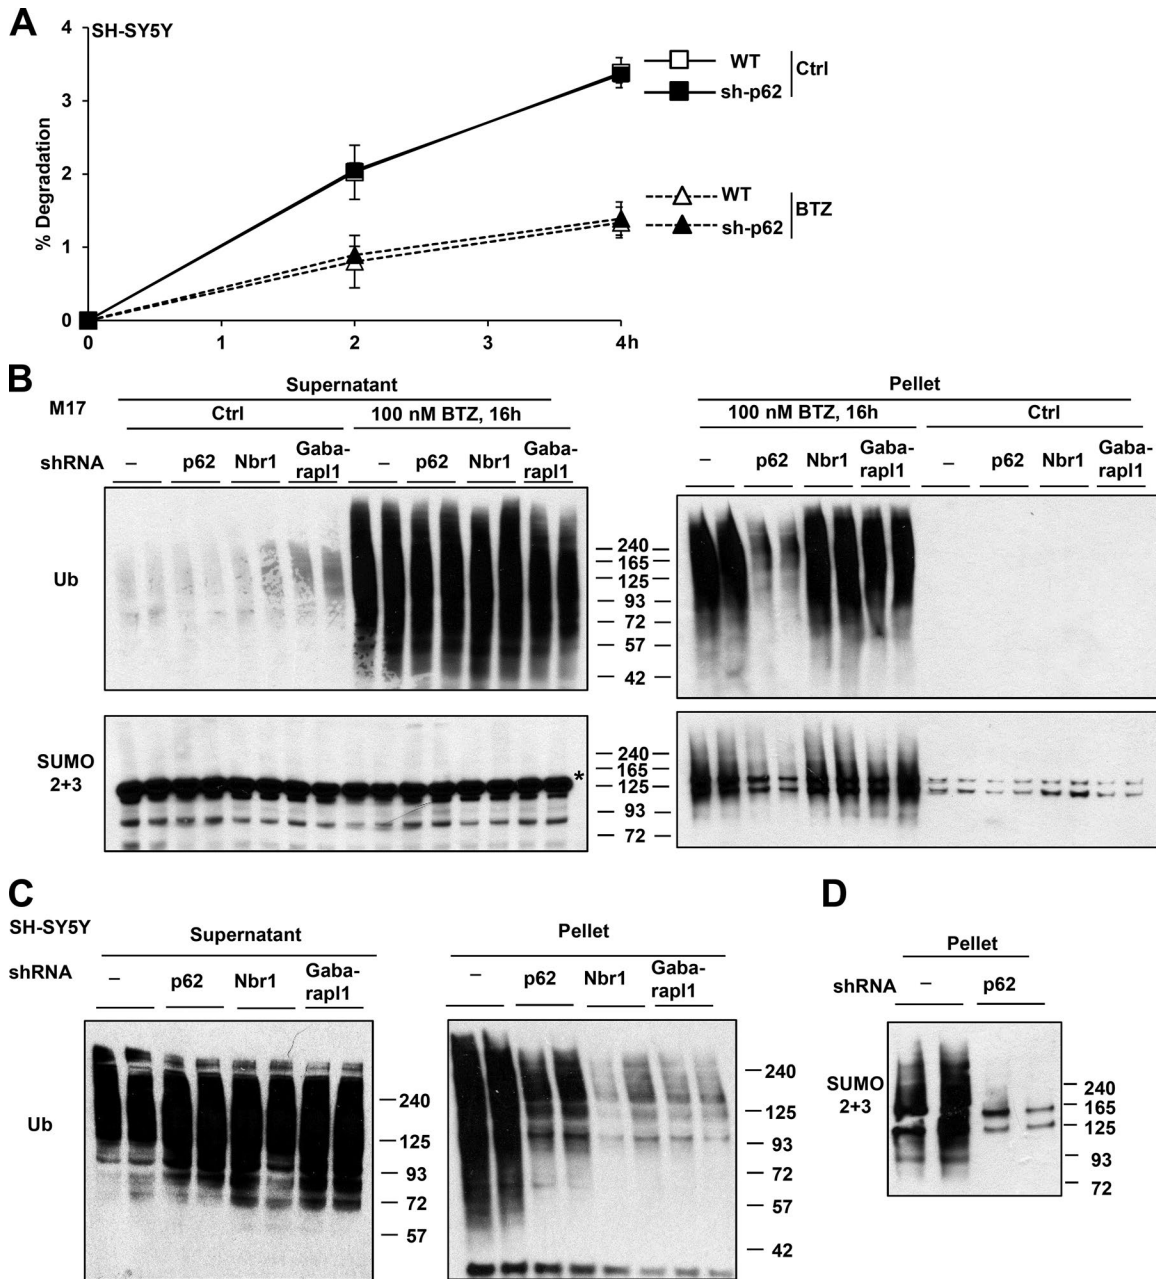 A
SH-SY5Y
4
3
2
1
0
% Degradation
0 1 2 3 4h
WT
sh-p62
Ctrl
WT
sh-p62
BTZ
B
M17
Supernatant
Ctrl
100 nM BTZ, 16h
shRNA – p62 Nbr1 Gaba-
rapl1
– p62 Nbr1 Gaba-
rapl1
Pellet
100 nM BTZ, 16h
Ctrl
– p62 Nbr1 Gaba-
rapl1
– p62 Nbr1 Gaba-
rapl1
Ub
– 240 –
– 165 –
– 125 –
– 93 –
– 72 –
– 57 –
– 42 –
SUMO
2+3
*
– 240 –
– 165 –
– 125 –
– 93 –
– 72 –
C
SH-SY5Y
Supernatant
shRNA – p62 Nbr1 Gaba-
rapl1
Ub
– 240
– 125
– 93
– 72
– 57
Pellet
– p62 Nbr1 Gaba-
rapl1
– 240
– 125
– 93
– 72
– 57
– 42
D
Pellet
shRNA – p62
SUMO
2+3
– 240
– 165
– 125
– 93
– 72